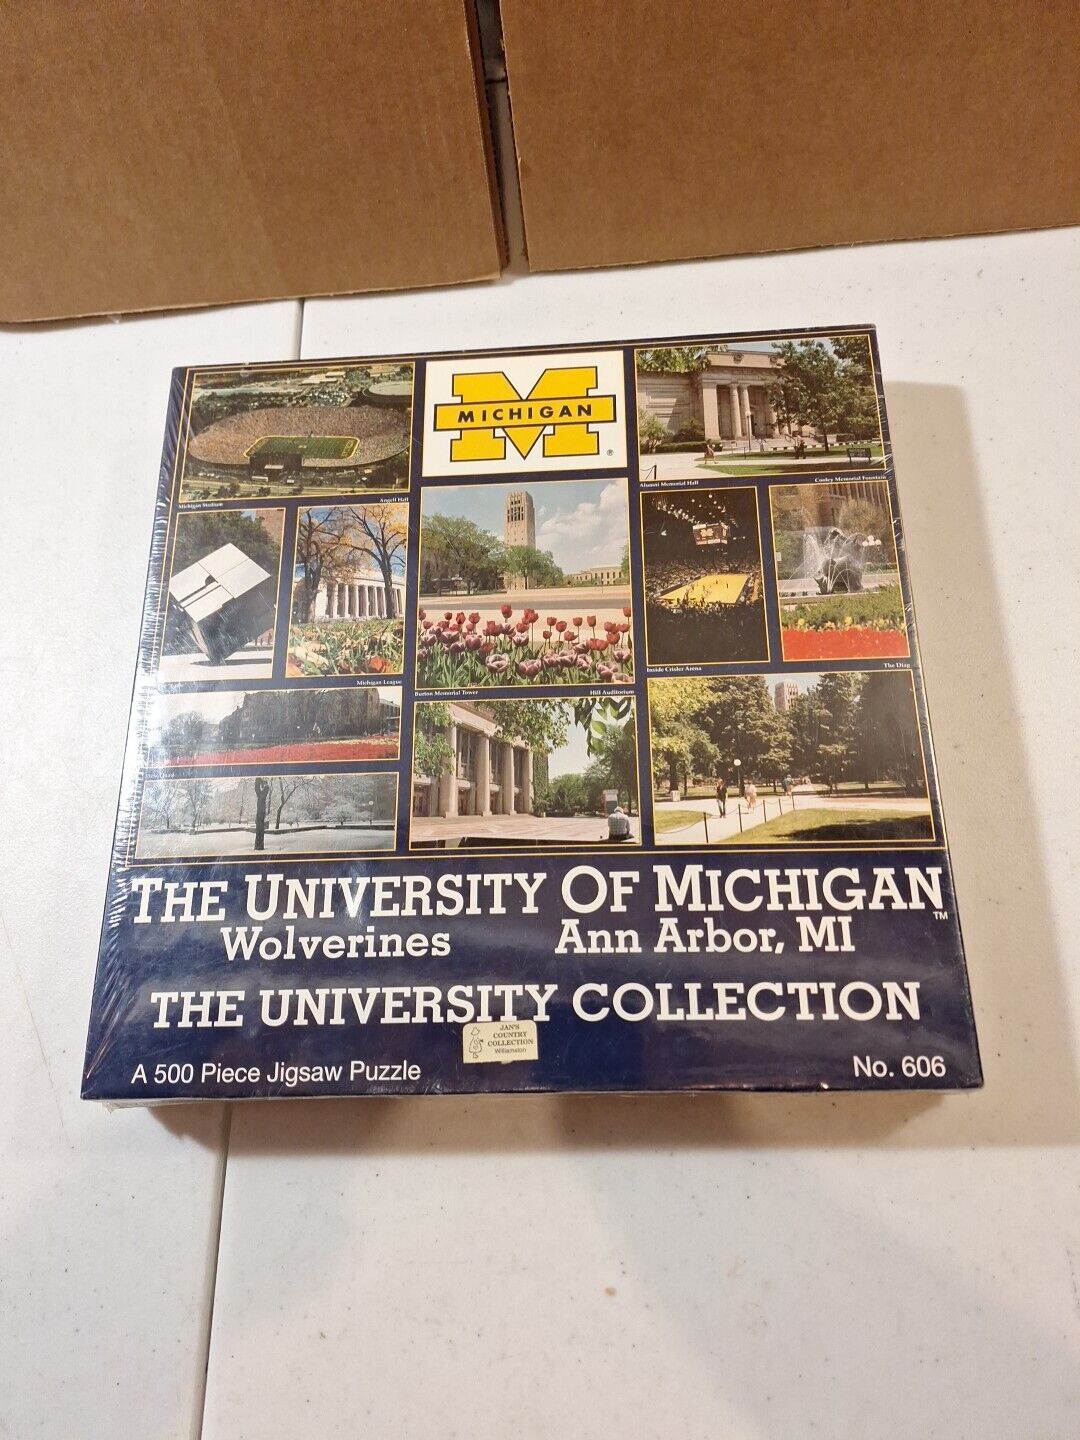 MICHIGAN
®
Michigan Stadium
Angell Hall
Alumni Memorial Hall
Cooley Memorial Fountain
Michigan League
Burton Memorial Tower
Hill Auditorium
Inside Crisler Arena
The Diag
THE UNIVERSITY OF MICHIGAN™
Wolverines Ann Arbor, MI
THE UNIVERSITY COLLECTION
JAN'S
COUNTRY
COLLECTION
Williamston
A 500 Piece Jigsaw Puzzle
No. 606